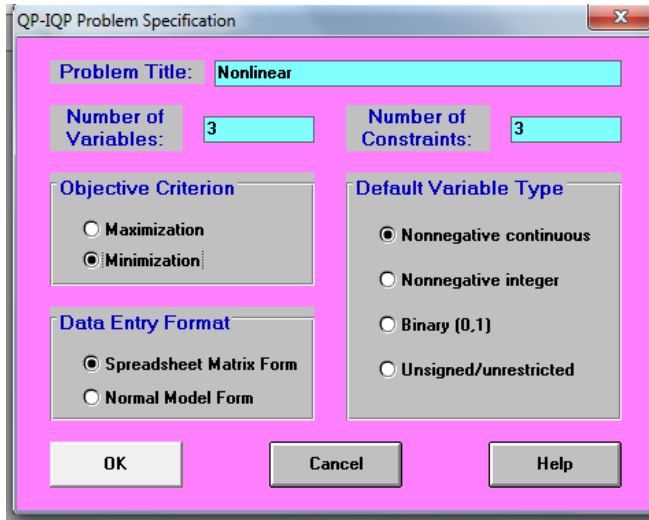 QP-IQP Problem Specification
Problem Title: Nonlinear
Number of Variables: 3
Number of Constraints: 3
Objective Criterion
Maximization
Minimization
Default Variable Type
Nonnegative continuous
Nonnegative integer
Binary (0,1)
Unsigned/unrestricted
Data Entry Format
Spreadsheet Matrix Form
Normal Model Form
OK
Cancel
Help